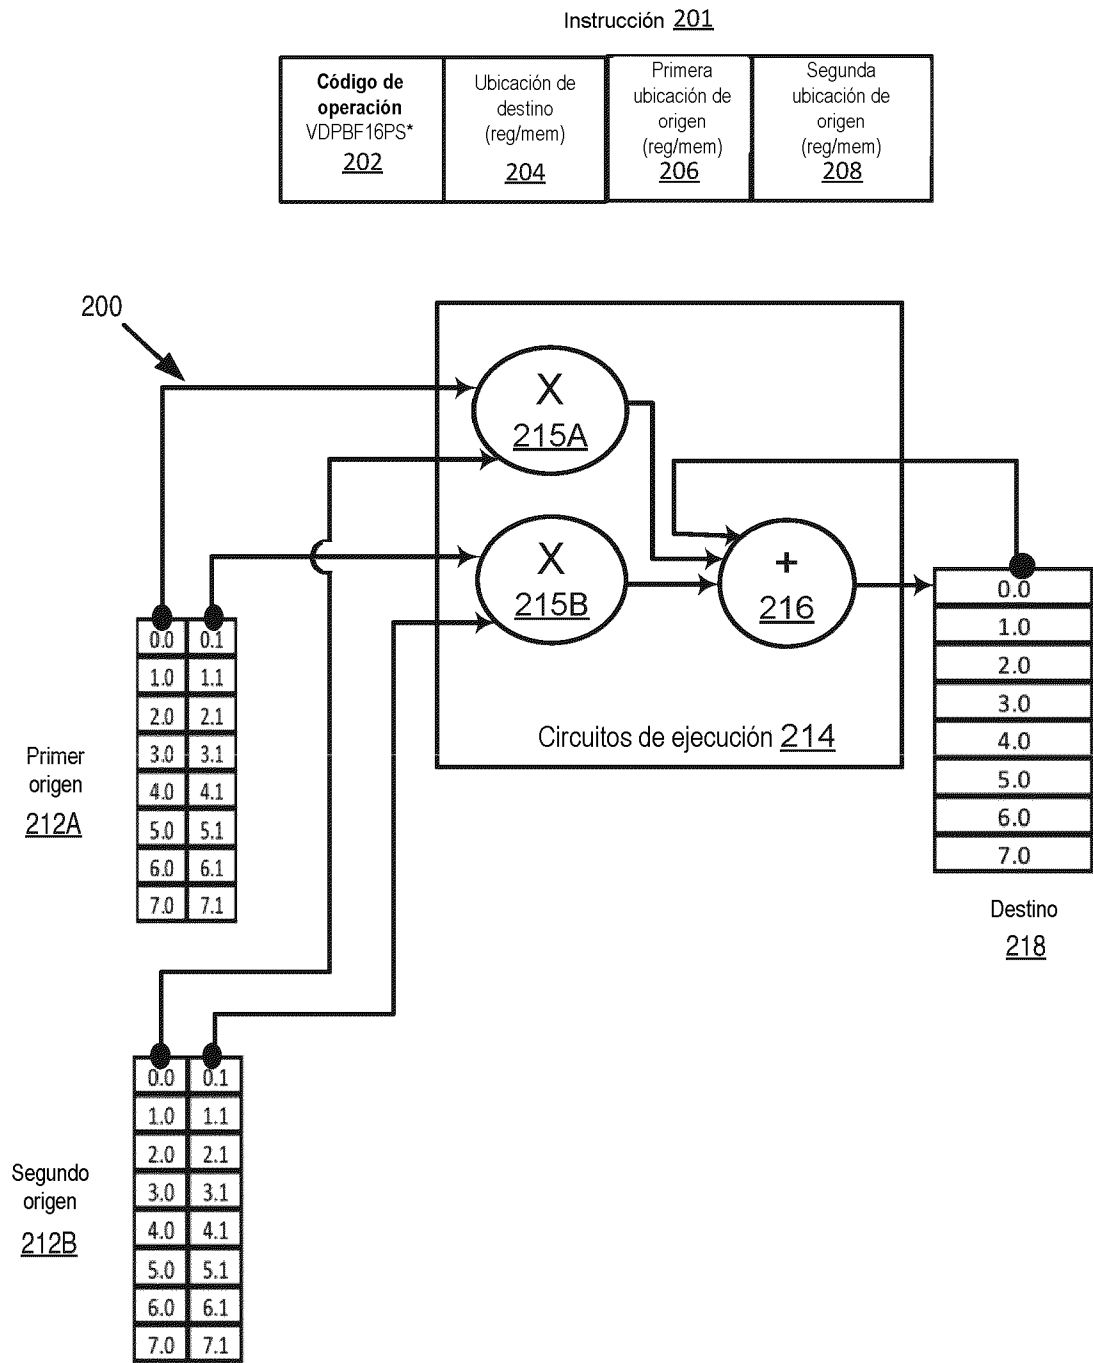 Instrucción 201
Código de
operación
VDPBF16PS*
202
Ubicación de
destino
(reg/mem)
204
Primera
ubicación de
origen
(reg/mem)
206
Segunda
ubicación de
origen
(reg/mem)
208
200
X
215A
X
215B
+
216
Circuitos de ejecución 214
Primer
origen
212A
0.0 0.1
1.0 1.1
2.0 2.1
3.0 3.1
4.0 4.1
5.0 5.1
6.0 6.1
7.0 7.1
0.0
1.0
2.0
3.0
4.0
5.0
6.0
7.0
Destino
218
Segundo
origen
212B
0.0 0.1
1.0 1.1
2.0 2.1
3.0 3.1
4.0 4.1
5.0 5.1
6.0 6.1
7.0 7.1